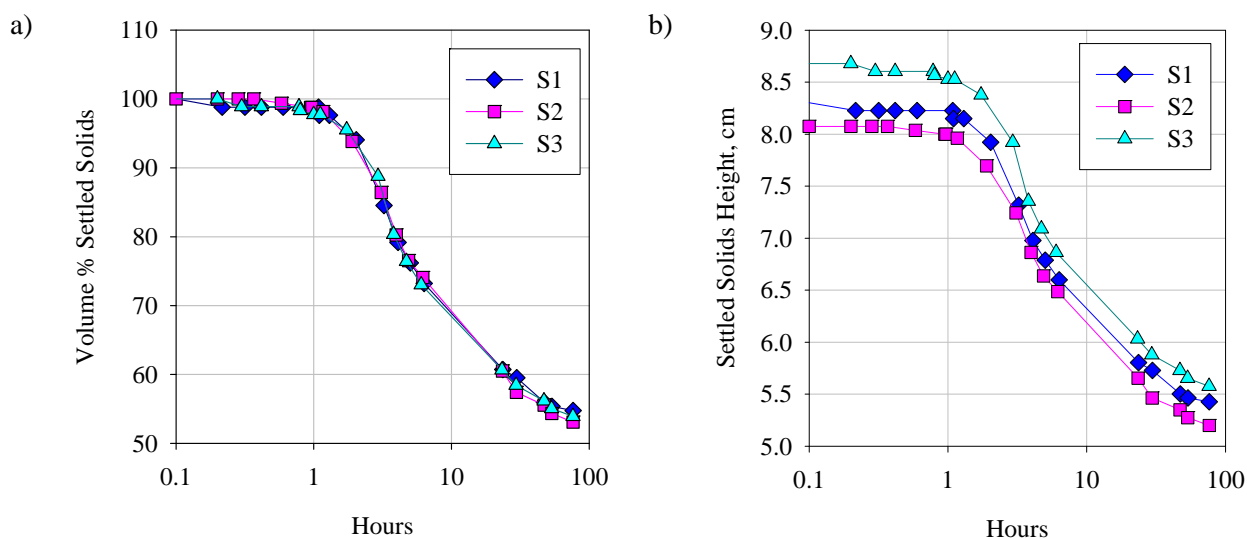 a)
110
100
90
80
70
60
50
0.1 1 10 100
Volume % Settled Solids
Hours
S1
S2
S3
b)
9.0
8.5
8.0
7.5
7.0
6.5
6.0
5.5
5.0
0.1 1 10 100
Settled Solids Height, cm
Hours
S1
S2
S3